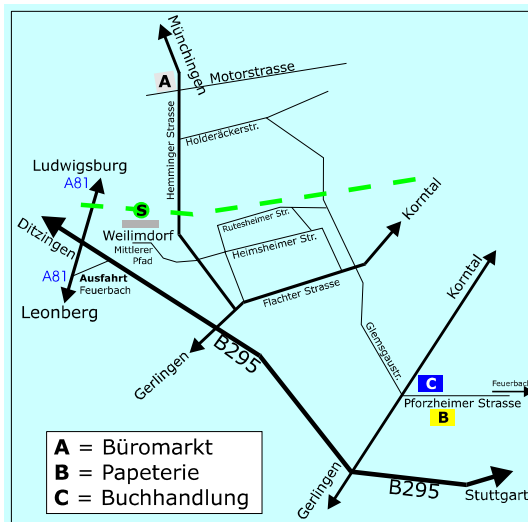 Münchingen
A
Motorstrasse
Hemminger Strasse
Holderäckerstr.
Ludwigsburg
A81
S
Korntal
Rutesheimer Str.
Ditzingen
Weilimdorf
Mittlerer
Pfad
Heimsheimer Str.
A81
Ausfahrt
Feuerbach
Korntal
Flachter Strasse
Leonberg
Glemsgaustr.
B295
Gerlingen
C
Feuerbach
Pforzheimer Strasse
B
A = Büromarkt
B = Papeterie
C = Buchhandlung
Gerlingen
B295
Stuttgart